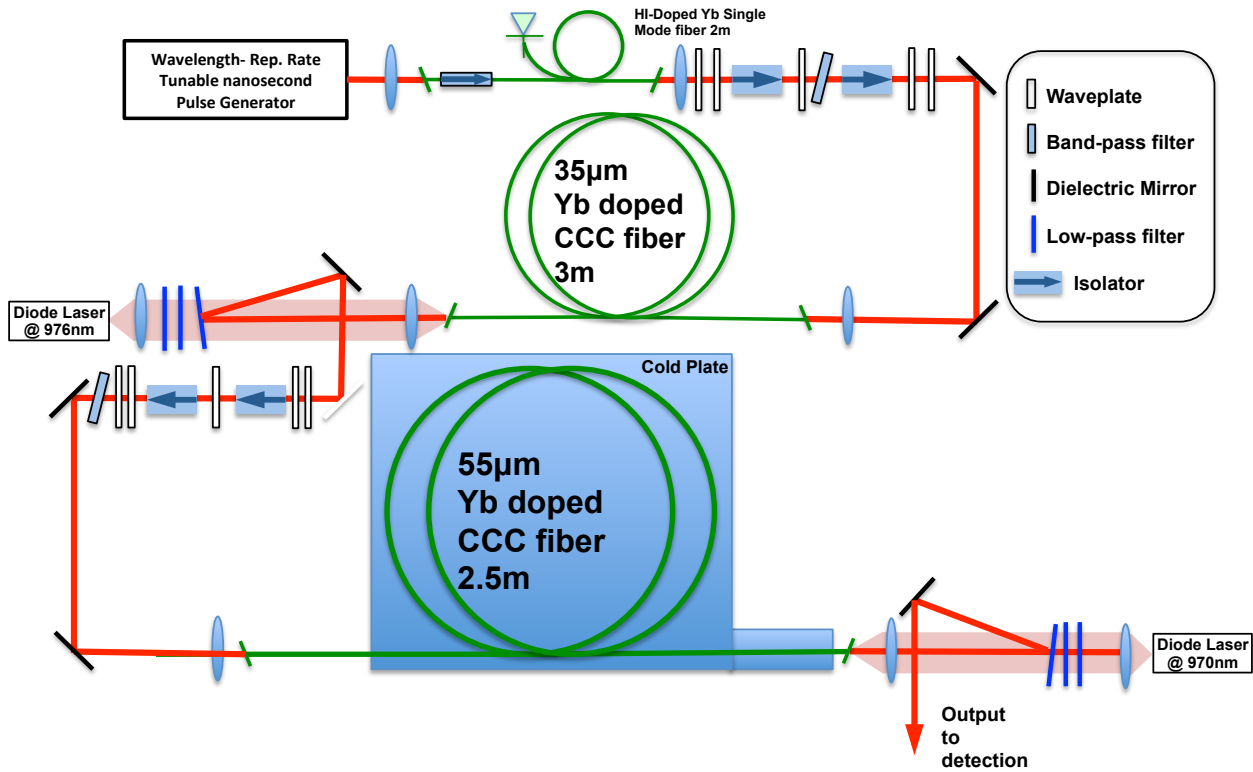 HI-Doped Yb Single
Mode fiber 2m
Wavelength- Rep. Rate
Tunable nanosecond
Pulse Generator
Waveplate
Band-pass filter
Dielectric Mirror
Low-pass filter
Isolator
35µm
Yb doped
CCC fiber
3m
Diode Laser
@ 976nm
Cold Plate
55µm
Yb doped
CCC fiber
2.5m
Diode Laser
@ 970nm
Output
to
detection